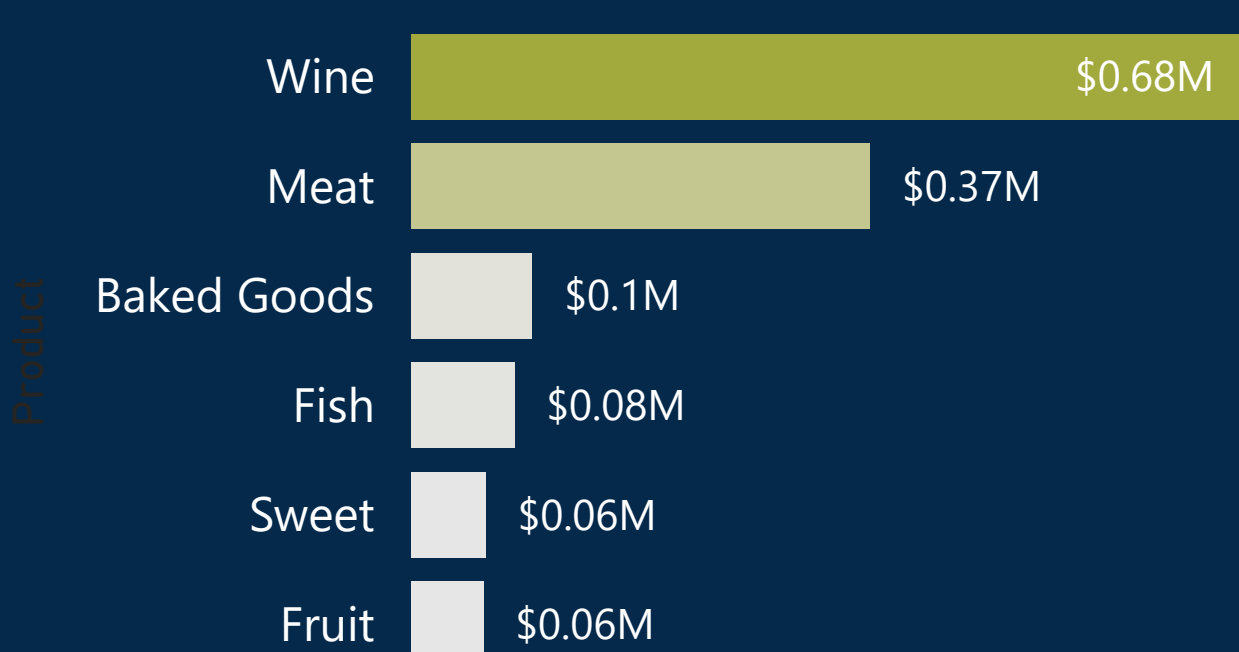 Product
Wine $0.68M
Meat $0.37M
Baked Goods $0.1M
Fish $0.08M
Sweet $0.06M
Fruit $0.06M